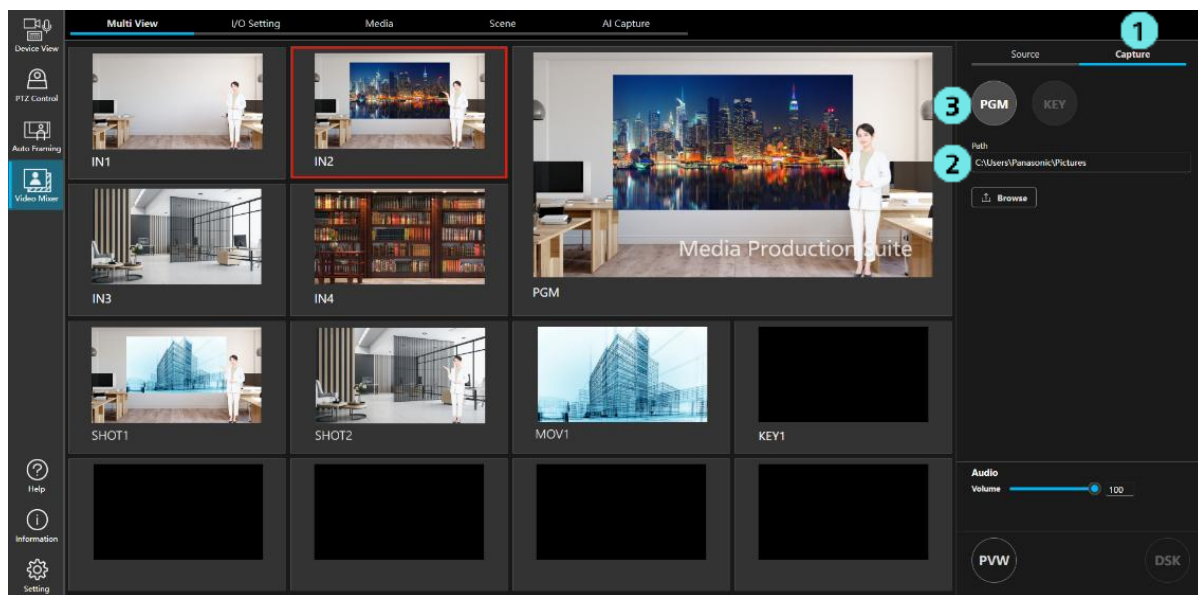 Multi View
I/O Setting
Media
Scene
AI Capture
1
Device View
PTZ Control
Auto Framing
Video Mixer
Help
Information
Setting
IN1
IN2
Media Production Suite
PGM
IN3
IN4
SHOT1
SHOT2
MOV1
KEY1
Source
Capture
3
PGM
KEY
Path
2
C:\Users\Panasonic\Pictures
Browse
Audio
Volume
100
PVW
DSK